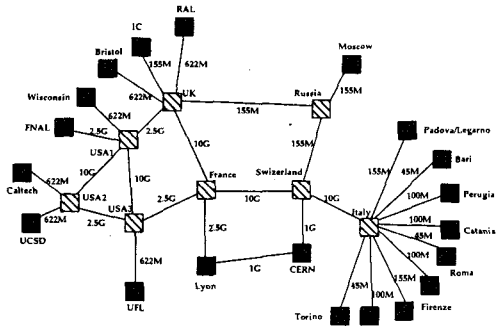 RAL
IC
Bristol
Moscow
155M
622M
Wisconsin
622M
UK
Russia
155M
622M
155M
FNAL
2.5G
2.5G
USA1
Padova/Legarno
155M
10G
155M
45M
Bari
Caltech
10G
10G
France
Swizerland
100M
Perugia
622M
USA2
2.5G
10G
10G
USA3
Italy
100M
Catania
622M
2.5G
UCSD
2.5G
1G
45M
Roma
622M
1G
100M
Lyon
CERN
45M
155M
Firenze
100M
UFL
Torino